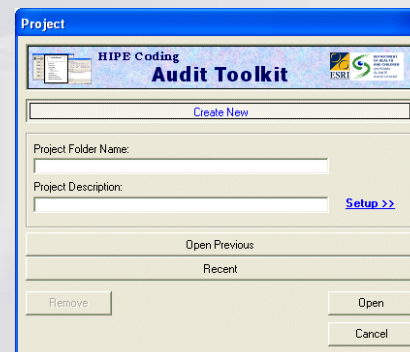 Project
HIPE Coding
Audit Toolkit
ESRI
Create New
Project Folder Name:
Project Description:
Setup >>
Open Previous
Recent
Remove
Open
Cancel